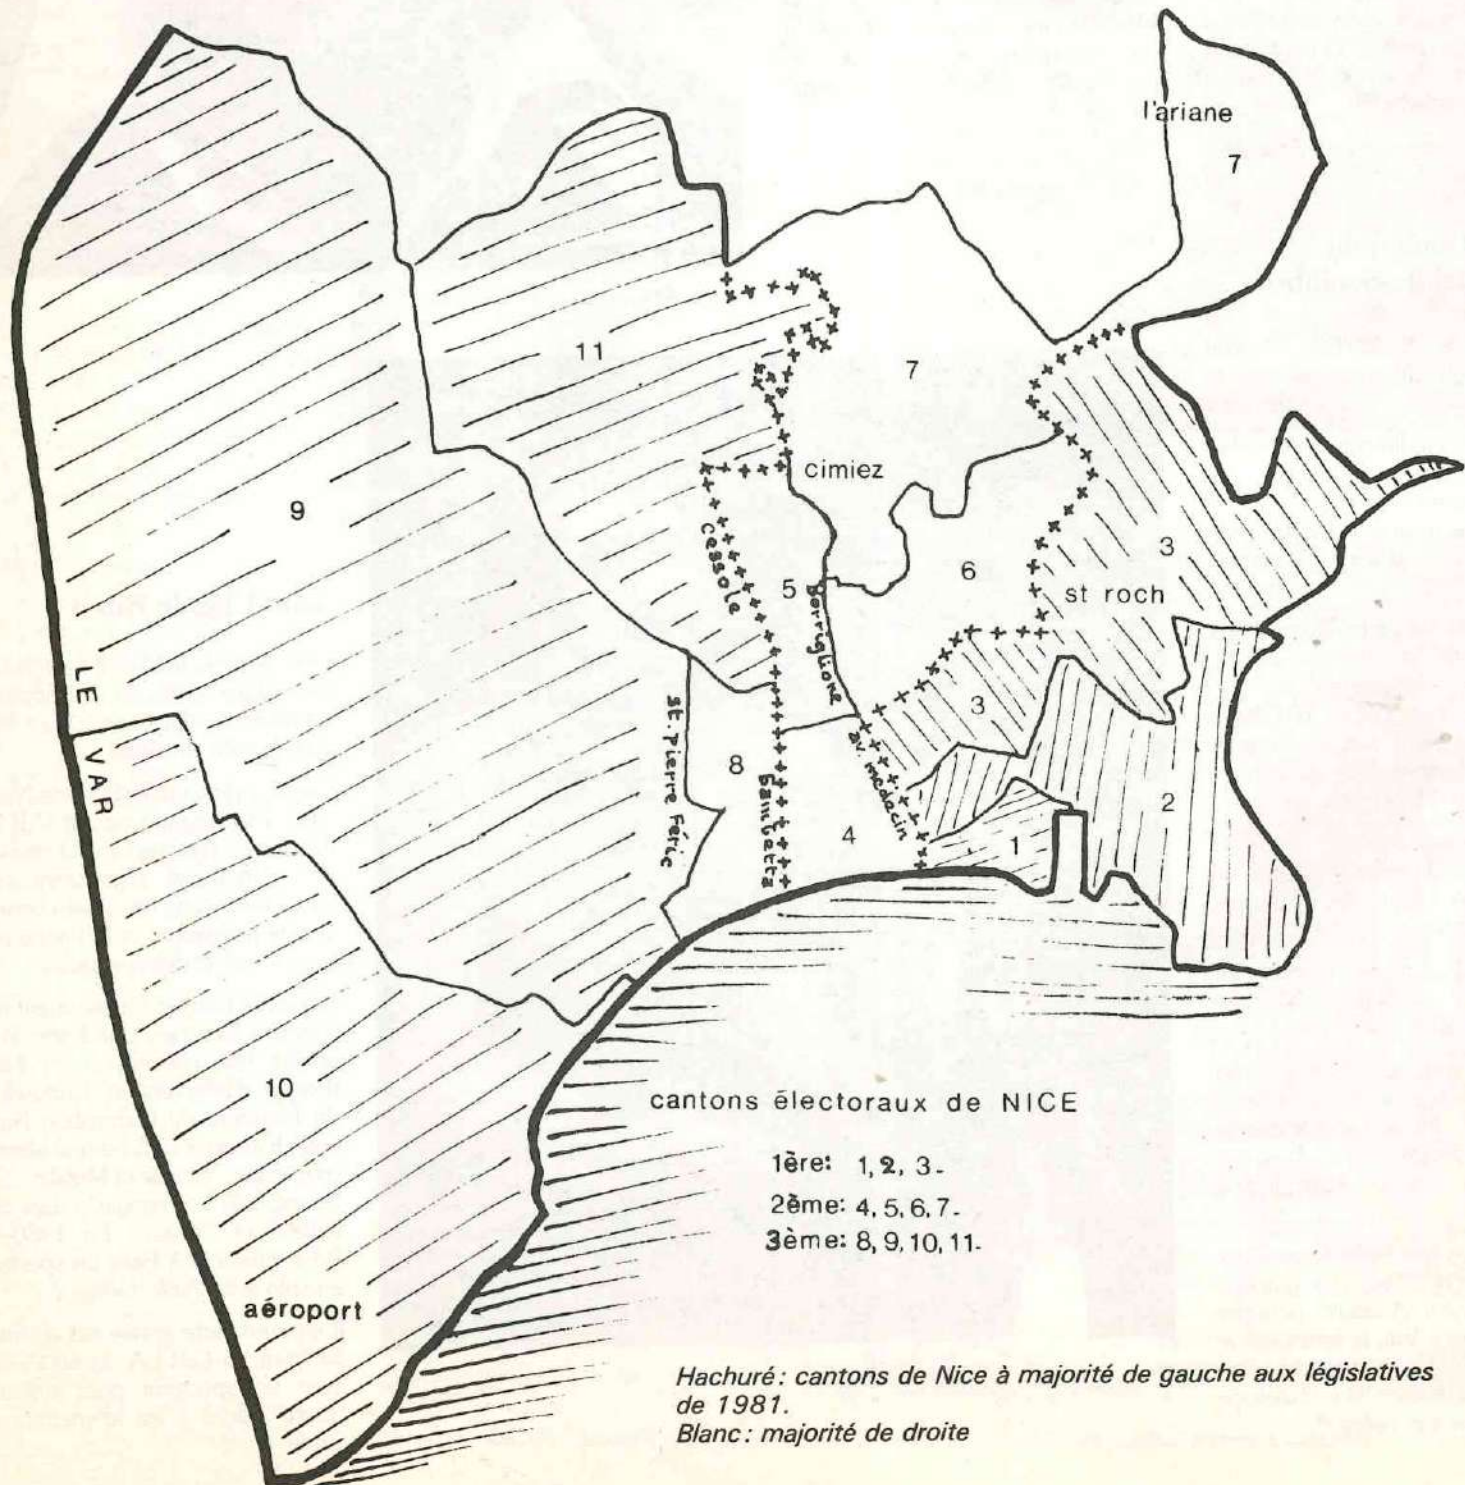 l'ariane
7
11
7
cimiez
9
cessole
5
Borriglione
6
3
st roch
LE VAR
st. Pierre Féric
8
Gambetta
4
av. médecin
3
2
1
10
aéroport
cantons électoraux de NICE
1ère: 1, 2, 3-
2ème: 4, 5, 6, 7-
3ème: 8, 9, 10, 11-
Hachuré: cantons de Nice à majorité de gauche aux législatives
de 1981.
Blanc: majorité de droite